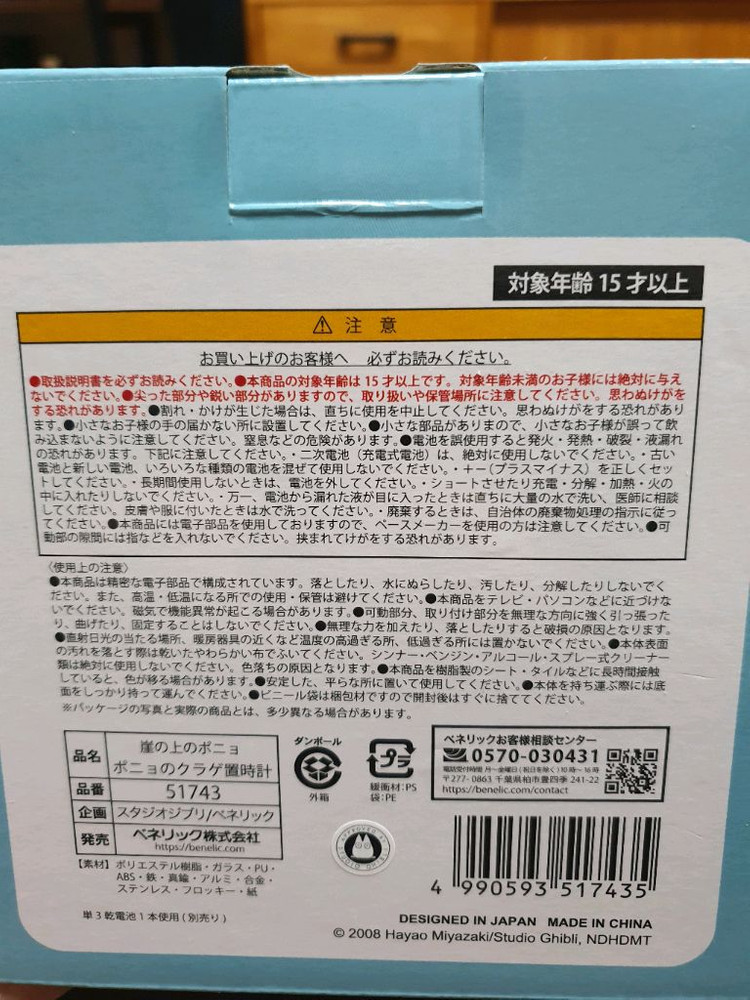 対象年齢 15 才以上
⚠ 注 意
お買い上げのお客様へ 必ずお読みください。
●取扱説明書を必ずお読みください。●本商品の対象年齢は 15 才以上です。対象年齢未満のお子様には絶対に与え
ないでください。●尖った部分や鋭い部分がありますので、取り扱いや保管場所に注意してください。思わぬけがを
する恐れがあります。●割れ・かけが生じた場合は、直ちに使用を中止してください。思わぬけがをする恐れがあり
ます。●小さなお子様の手の届かない所に設置してください。●小さな部品がありますので、小さなお子様が誤って飲
み込まないように注意してください。窒息などの危険があります。●電池を誤使用すると発火・発熱・破裂・液漏れ
の恐れがあります。下記に注意してください。・二次電池（充電式電池）は、絶対に使用しないでください。・古い
電池と新しい電池、いろいろな種類の電池を混ぜて使用しないでください。・＋－（プラスマイナス）を正しくセッ
トしてください。・長期間使用しないときは、電池を外してください。・ショートさせたり充電・分解・加熱・火の
中に入れたりしないでください。・万一、電池から漏れた液が目に入ったときは直ちに大量の水で洗い、医師に相談
してください。皮膚や服に付いたときは水で洗ってください。・廃棄するときは、自治体の廃棄物処理の指示に従っ
てください。●本商品には電子部品を使用しておりますので、ペースメーカーを使用の方は注意してください。●可
動部の隙間には指などを入れないでください。挟まれてけがをする恐れがあります。
〈使用上の注意〉
●本商品は精密な電子部品で構成されています。落としたり、水にぬらしたり、汚したり、分解したりしないでく
ださい。また、高温・低温になる所での使用・保管は避けてください。●本商品をテレビ・パソコンなどに近づけな
いでください。磁気で機能異常が起こる場合があります。●可動部分、取り付け部分を無理な方向に強く引っ張った
り、曲げたり、固定することはしないでください。●無理な力を加えたり、落としたりすると破損の原因となります。
●直射日光の当たる場所、暖房器具の近くなど温度の高過ぎる所、低過ぎる所には置かないでください。●本体表面
の汚れを落とす際は乾いたやわらかい布でふいてください。シンナー・ベンジン・アルコール・スプレー式クリーナー
類は絶対に使用しないでください。色落ちの原因となります。●本商品を樹脂製のシート・タイルなどに長時間接触
していると、色が移る場合があります。●安定した、平らな所に置いて使用してください。●本体を持ち運ぶ際には底
面をしっかり持って運んでください。●ビニール袋は梱包材ですので開封後はすぐに捨ててください。
※パッケージの写真と実際の商品とは、多少異なる場合があります。
品名 崖の上のポニョ
ポニョのクラゲ置時計
品番 51743
企画 スタジオジブリ/ベネリック
発売 ベネリック株式会社
https://benelic.com
【素材】ポリエステル樹脂・ガラス・PU・
ABS・鉄・真鍮・アルミ・合金・
ステンレス・フロッキー・紙
単3乾電池1本使用(別売り)
ダンボール
外箱
プラ
緩衝材:PS
袋:PE
ベネリックお客様相談センター
0570-030431
電話受付時間 月〜金曜日(祝日を除く)10時〜16時
〒277-0863 千葉県柏市豊四季 241-22
https://benelic.com/contact
4 990593 517435
DESIGNED IN JAPAN MADE IN CHINA
© 2008 Hayao Miyazaki/Studio Ghibli, NDHDMT